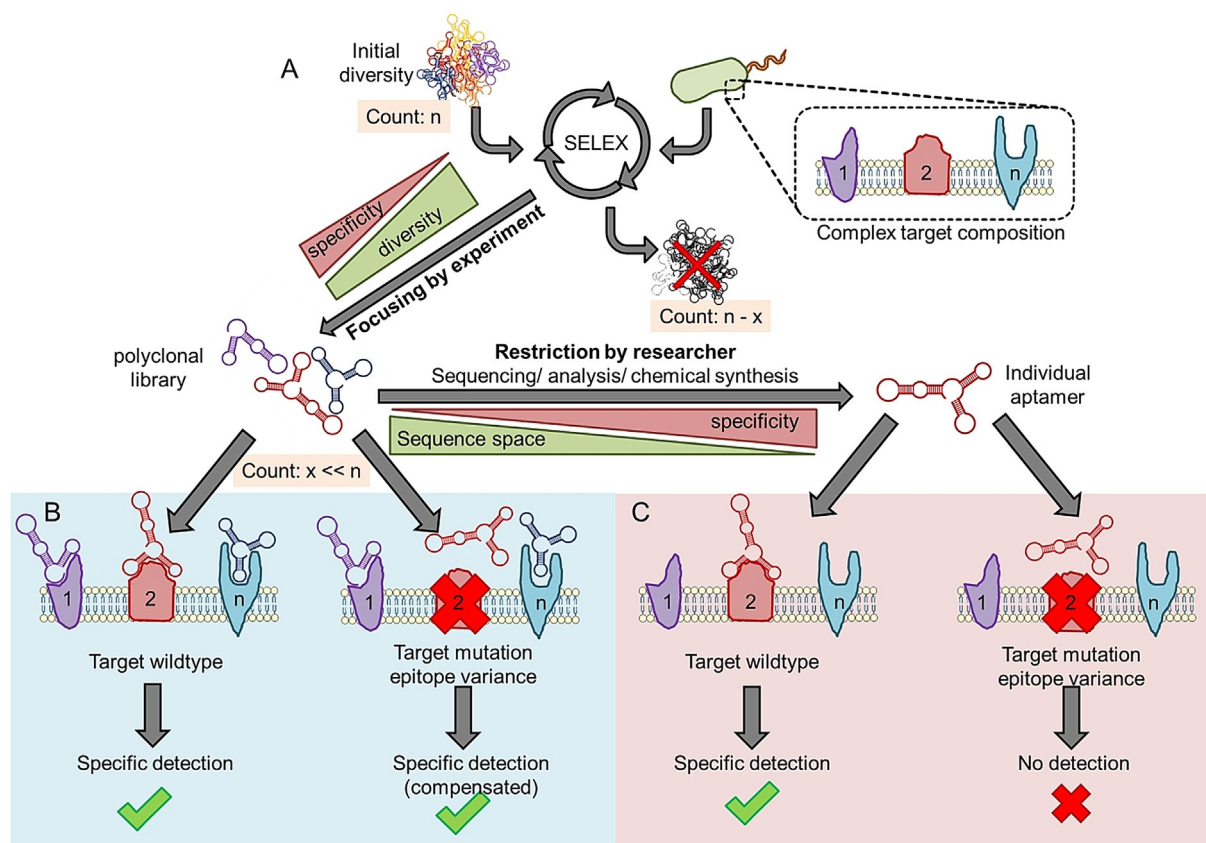 A
Initial
diversity
Count: n
SELEX
1
2
n
Complex target composition
specificity
diversity
Focusing by experiment
Count: n - x
polyclonal
library
Restriction by researcher
Sequencing/ analysis/ chemical synthesis
Individual
aptamer
specificity
Sequence space
Count: x << n
B
1
2
n
Target wildtype
Specific detection
1
2
n
Target mutation
epitope variance
Specific detection
(compensated)
C
1
2
n
Target wildtype
Specific detection
1
2
n
Target mutation
epitope variance
No detection